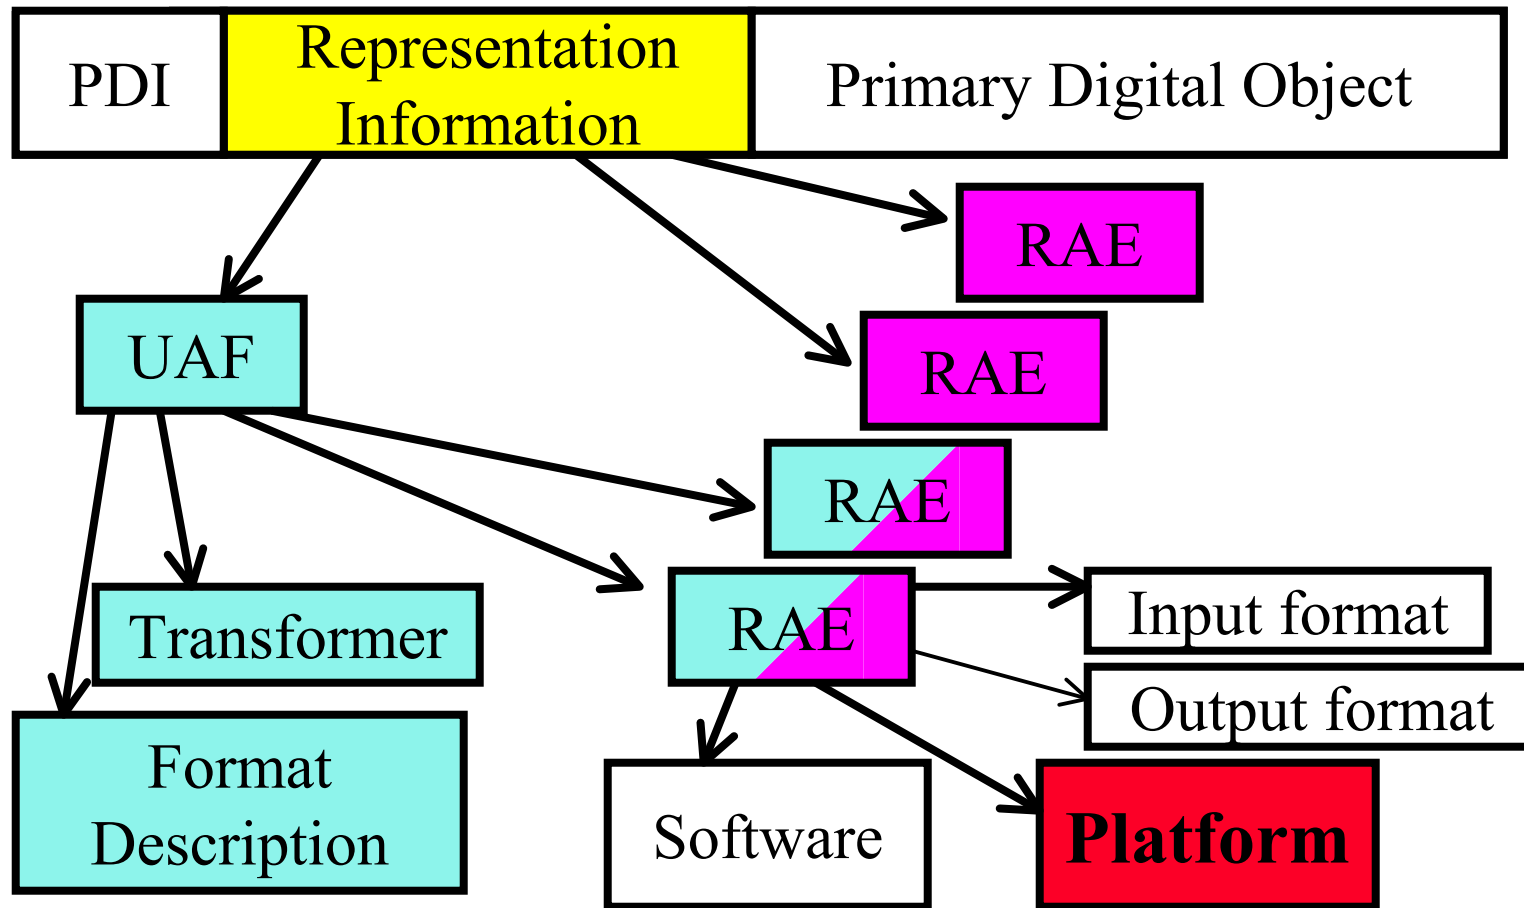 PDI
Representation
Information
Primary Digital Object
RAE
UAF
RAE
RAE
Transformer
RAE
Input format
Output format
Format
Description
Software
Platform